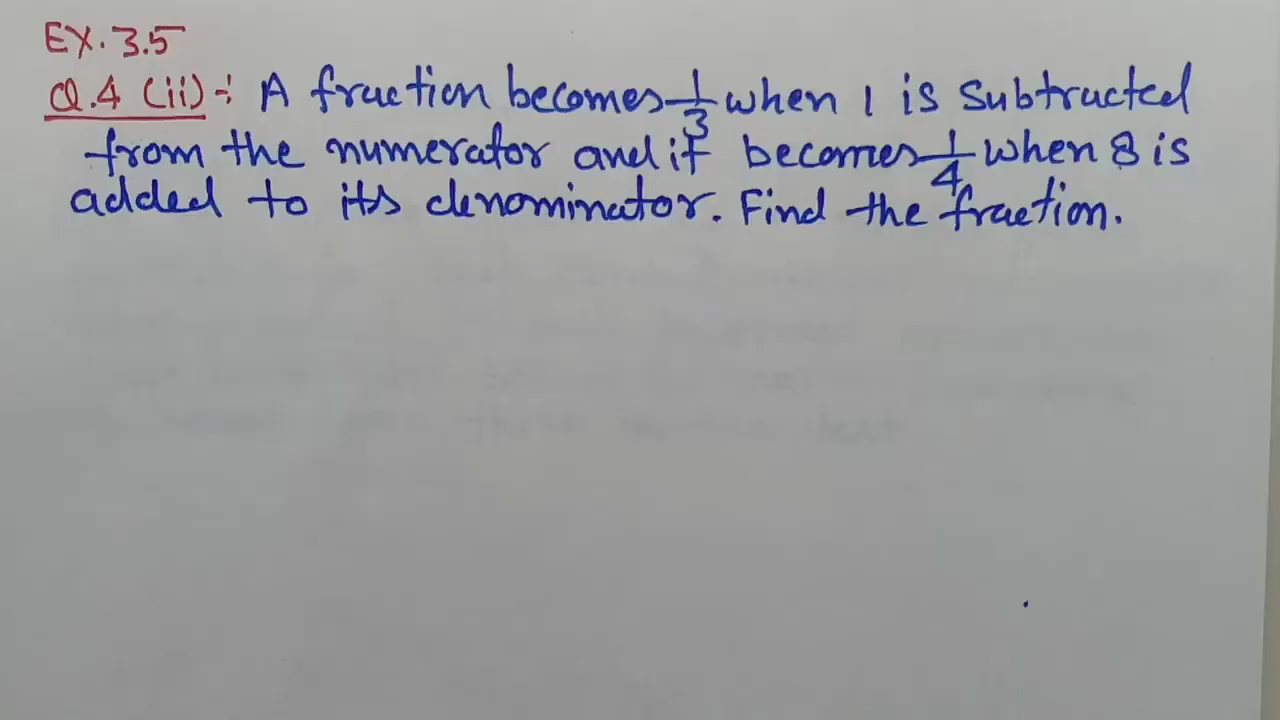 EX. 3.5
Q.4 (ii) :- A fraction becomes 1/3 when 1 is subtracted
from the numerator and it becomes 1/4 when 8 is
added to its denominator. Find the fraction.